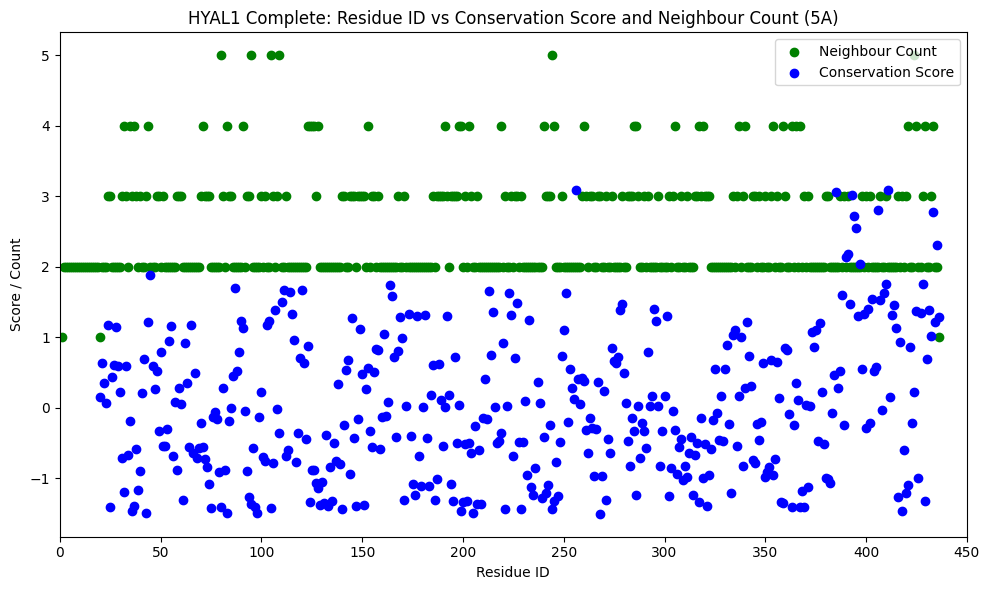 HYAL1 Complete: Residue ID vs Conservation Score and Neighbour Count (5A)
Neighbour Count
Conservation Score
Score / Count
5
4
3
2
1
0
−1
0 50 100 150 200 250 300 350 400 450
Residue ID